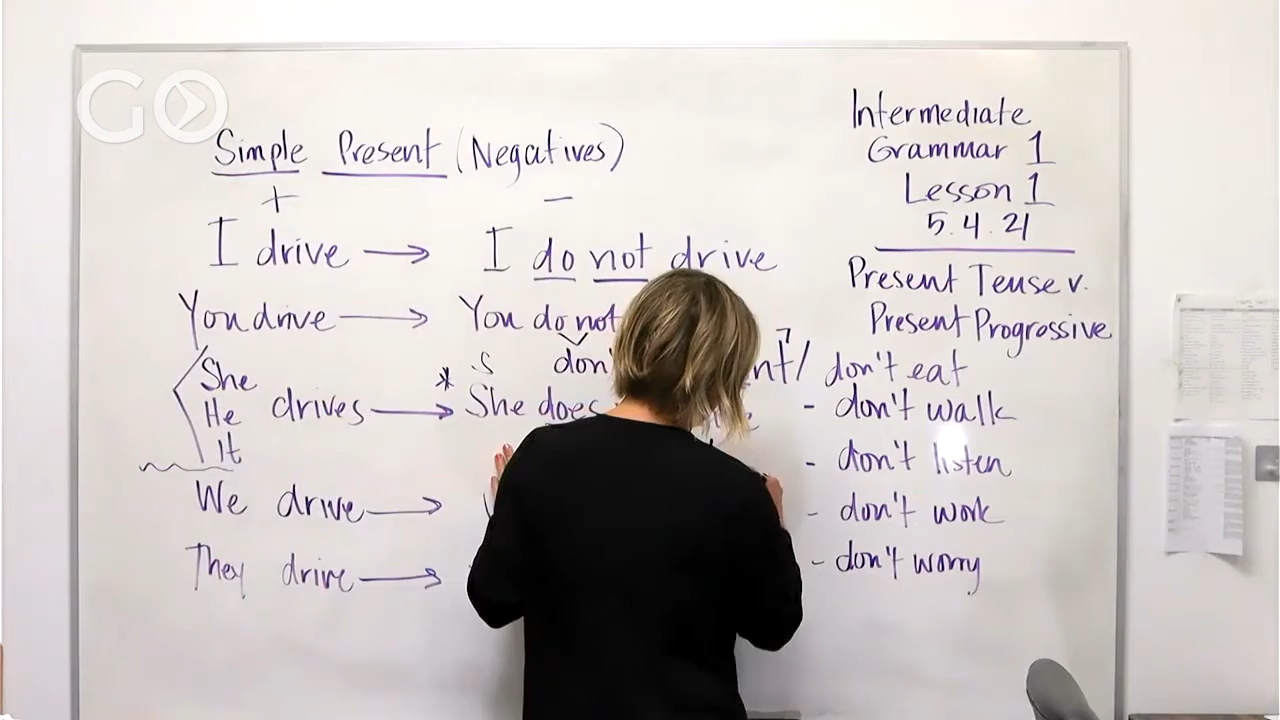 GO
Simple Present (Negatives)
+ −
I drive → I do not drive
You drive → You do not
don'
She
He drives → * She does
It
We drive →
They drive →
Intermediate
Grammar 1
Lesson 1
5.4.21
Present Tense v.
Present Progressive
don't eat
- don't walk
- don't listen
- don't work
- don't worry